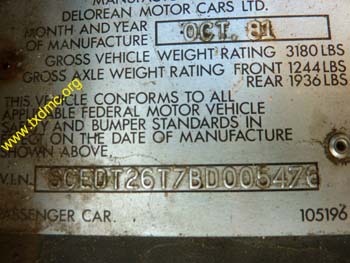 DELOREAN MOTOR CARS LTD.
MONTH AND YEAR
OF MANUFACTURE OCT. 81
GROSS VEHICLE WEIGHT RATING 3180 LBS
GROSS AXLE WEIGHT RATING FRONT 1244 LBS
REAR 1936 LBS
THIS VEHICLE CONFORMS TO ALL
APPLICABLE FEDERAL MOTOR VEHICLE
SAFETY AND BUMPER STANDARDS IN
ON THE DATE OF MANUFACTURE
SHOWN ABOVE.
V.I.N. SCEDT26T7BD005476
PASSENGER CAR. 105196
www.txdmc.org